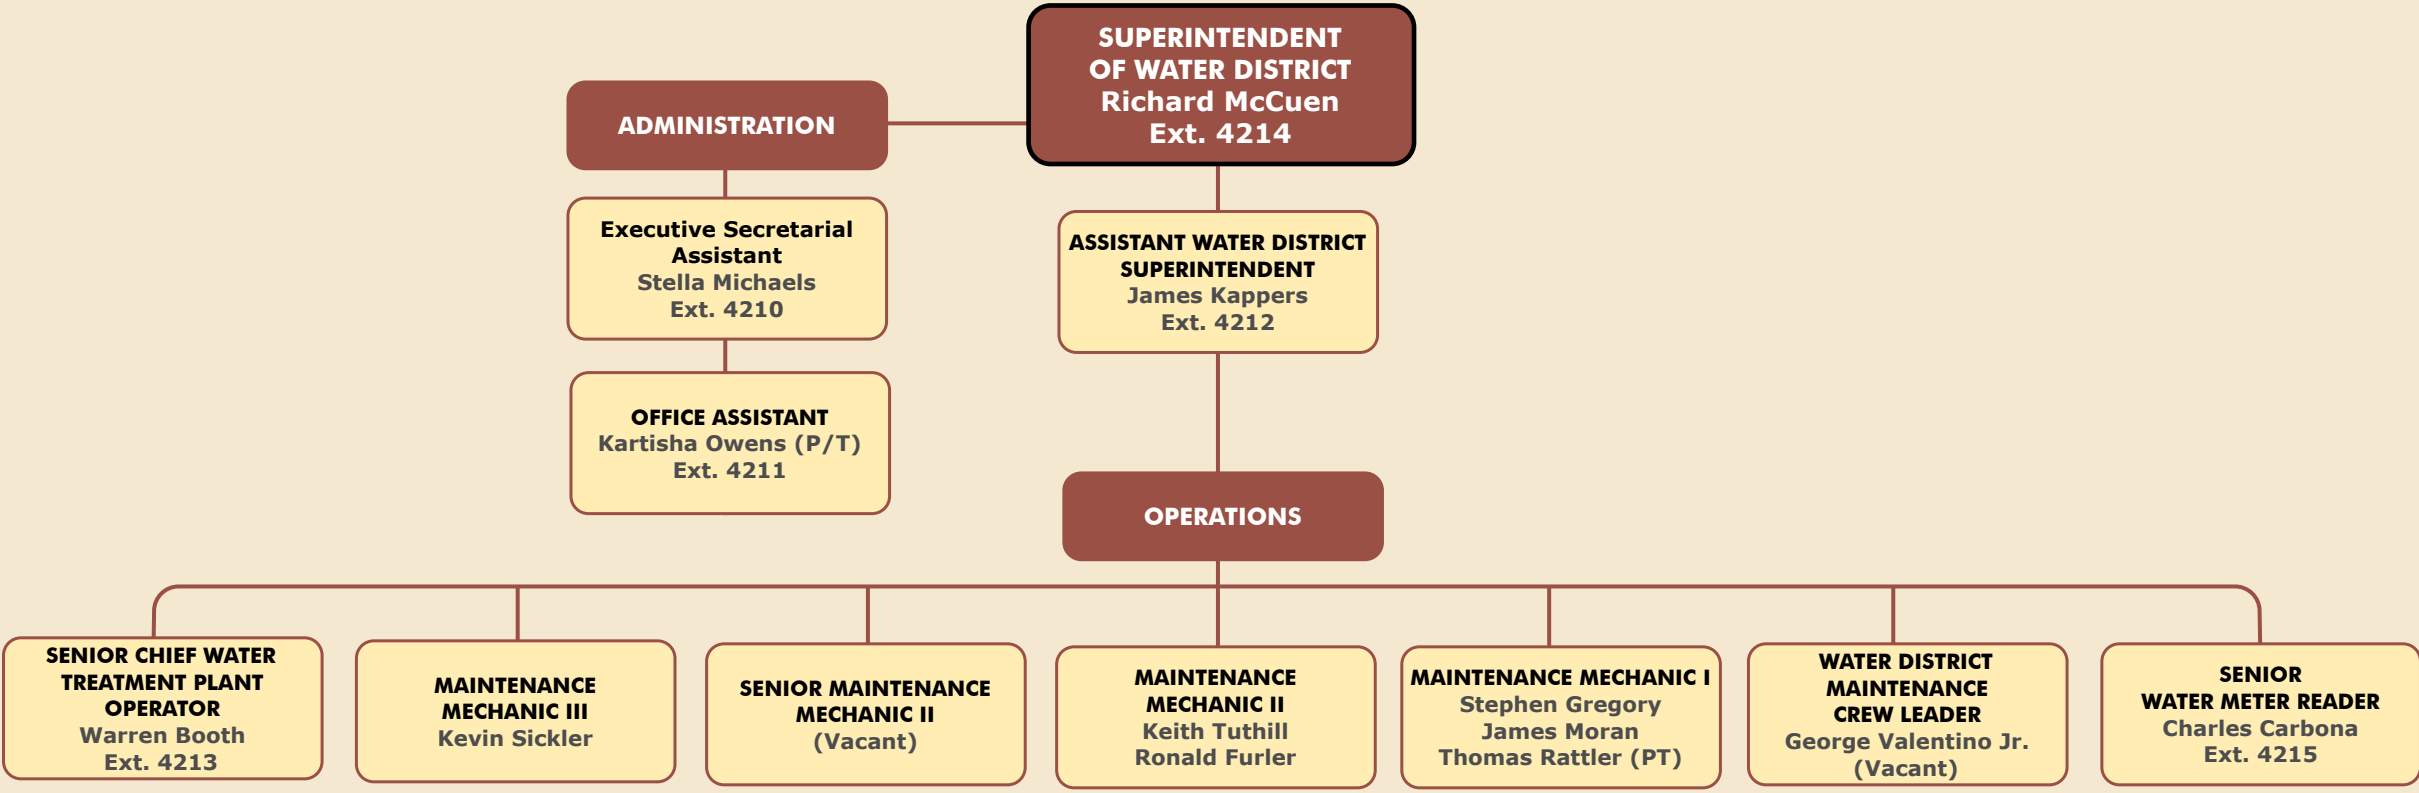 SUPERINTENDENT
OF WATER DISTRICT
Richard McCuen
Ext. 4214
ADMINISTRATION
Executive Secretarial
Assistant
Stella Michaels
Ext. 4210
ASSISTANT WATER DISTRICT
SUPERINTENDENT
James Kappers
Ext. 4212
OFFICE ASSISTANT
Kartisha Owens (P/T)
Ext. 4211
OPERATIONS
SENIOR CHIEF WATER
TREATMENT PLANT
OPERATOR
Warren Booth
Ext. 4213
MAINTENANCE
MECHANIC III
Kevin Sickler
SENIOR MAINTENANCE
MECHANIC II
(Vacant)
MAINTENANCE
MECHANIC II
Keith Tuthill
Ronald Furler
MAINTENANCE MECHANIC I
Stephen Gregory
James Moran
Thomas Rattler (PT)
WATER DISTRICT
MAINTENANCE
CREW LEADER
George Valentino Jr.
(Vacant)
SENIOR
WATER METER READER
Charles Carbona
Ext. 4215